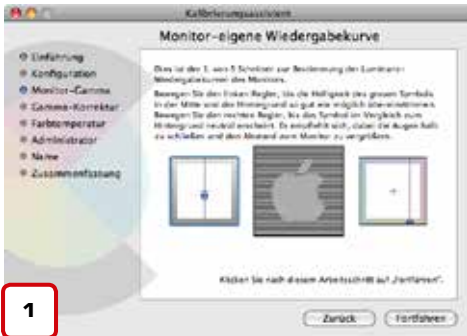 Kalibrierungsassistent
Monitor-eigene Wiedergabekurve
Einführung
Konfiguration
Monitor-Gamma
Gamma-Korrektur
Farbtemperatur
Administrator
Name
Zusammenfassung
Dies ist der 1. von 5 Schritten zur Bestimmung der Luminanz-
Wiedergabekurven des Monitors.
Bewegen Sie den linken Regler, bis die Helligkeit des grauen Symbols
in der Mitte und der Hintergrund so gut wie möglich übereinstimmen.
Bewegen Sie den rechten Regler, bis das Symbol im Vergleich zum
Hintergrund neutral erscheint. Es empfiehlt sich, dabei die Augen halb
zu schließen und den Abstand zum Monitor zu vergrößern.
Klicken Sie nach diesem Arbeitsschritt auf „Fortfahren“.
1
Zurück
Fortfahren